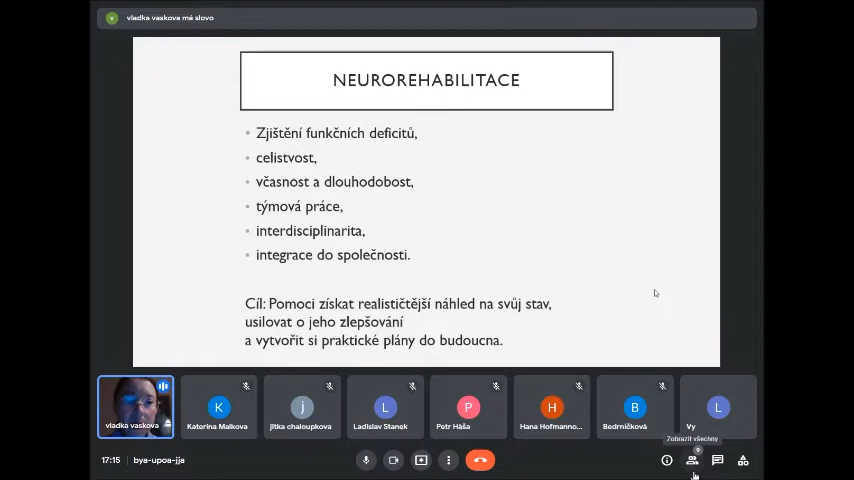 v
vladka vaskova má slovo
NEUROREHABILITACE
• Zjištění funkčních deficitů,
• celistvost,
• včasnost a dlouhodobost,
• týmová práce,
• interdisciplinarita,
• integrace do společnosti.
Cíl: Pomoci získat realističtější náhled na svůj stav,
usilovat o jeho zlepšování
a vytvořit si praktické plány do budoucna.
K
j
L
P
H
B
L
vladka vaskova
Katerina Malkova
jitka chaloupkova
Ladislav Stanek
Petr Háša
Hana Hofmanno...
Bedrníčková
Vy
Zobrazit všechny
9
17:15
bya-upoa-jja